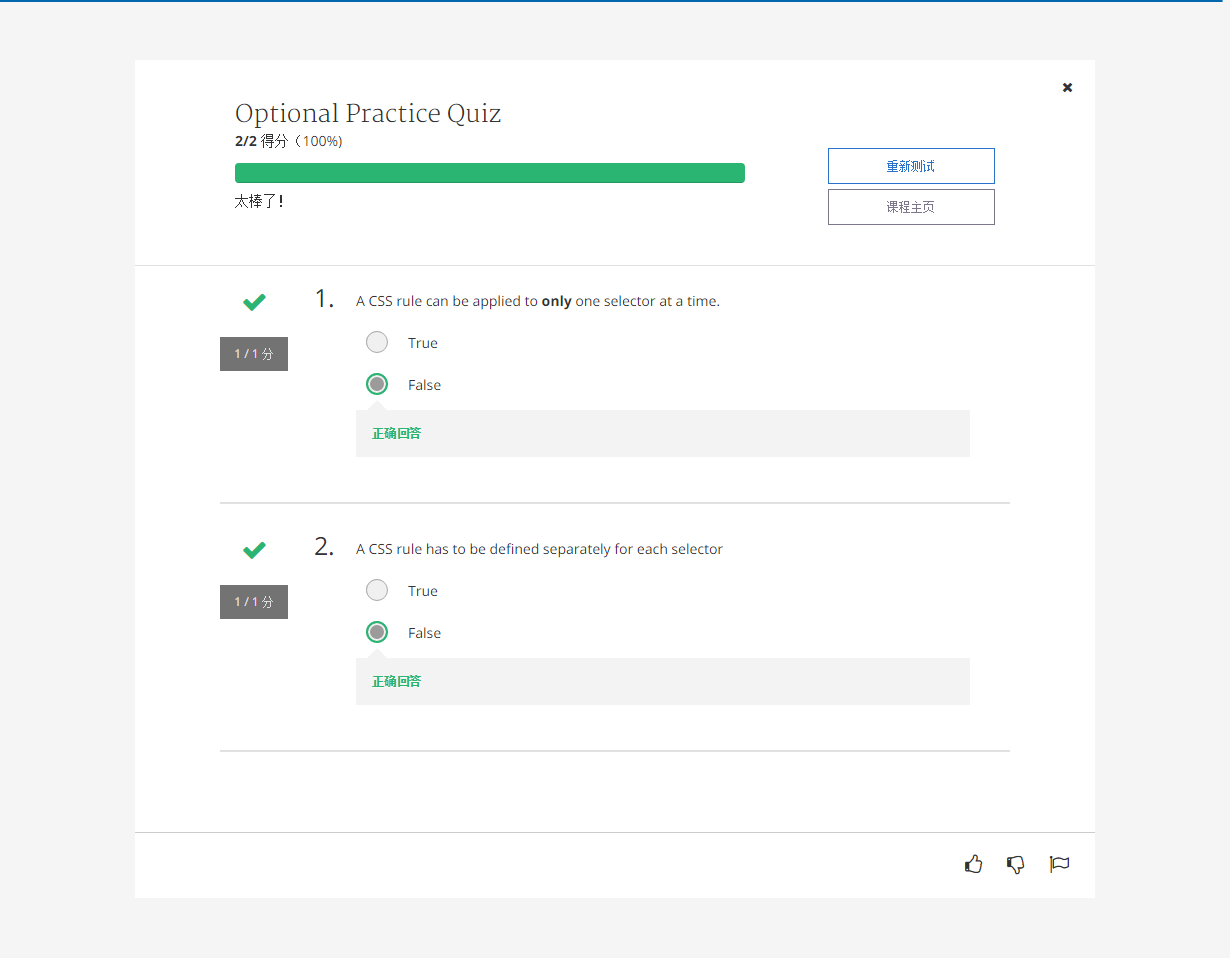 Optional Practice Quiz
2/2 得分（100%）
重新测试
太棒了！
课程主页
1. A CSS rule can be applied to only one selector at a time.
1 / 1 分
True
False
正确回答
2. A CSS rule has to be defined separately for each selector
1 / 1 分
True
False
正确回答